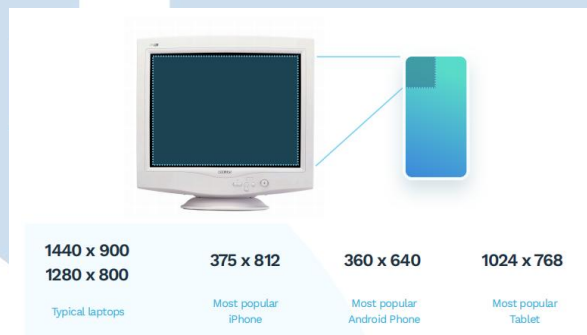 1440 x 900
1280 x 800
Typical laptops
375 x 812
Most popular
iPhone
360 x 640
Most popular
Android Phone
1024 x 768
Most popular
Tablet